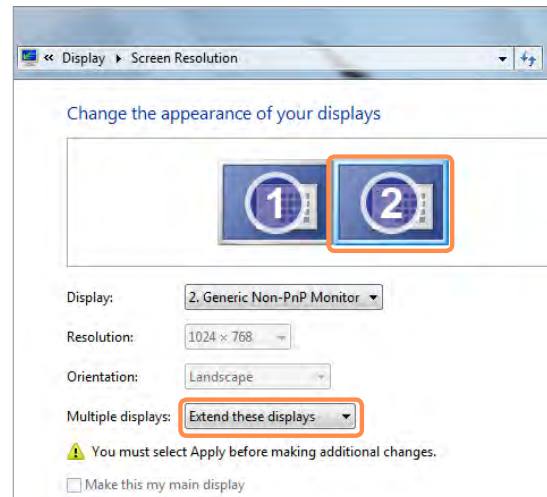 « Display ▸ Screen Resolution
Change the appearance of your displays
1 2
Display: 2. Generic Non-PnP Monitor
Resolution: 1024 × 768
Orientation: Landscape
Multiple displays: Extend these displays
You must select Apply before making additional changes.
Make this my main display